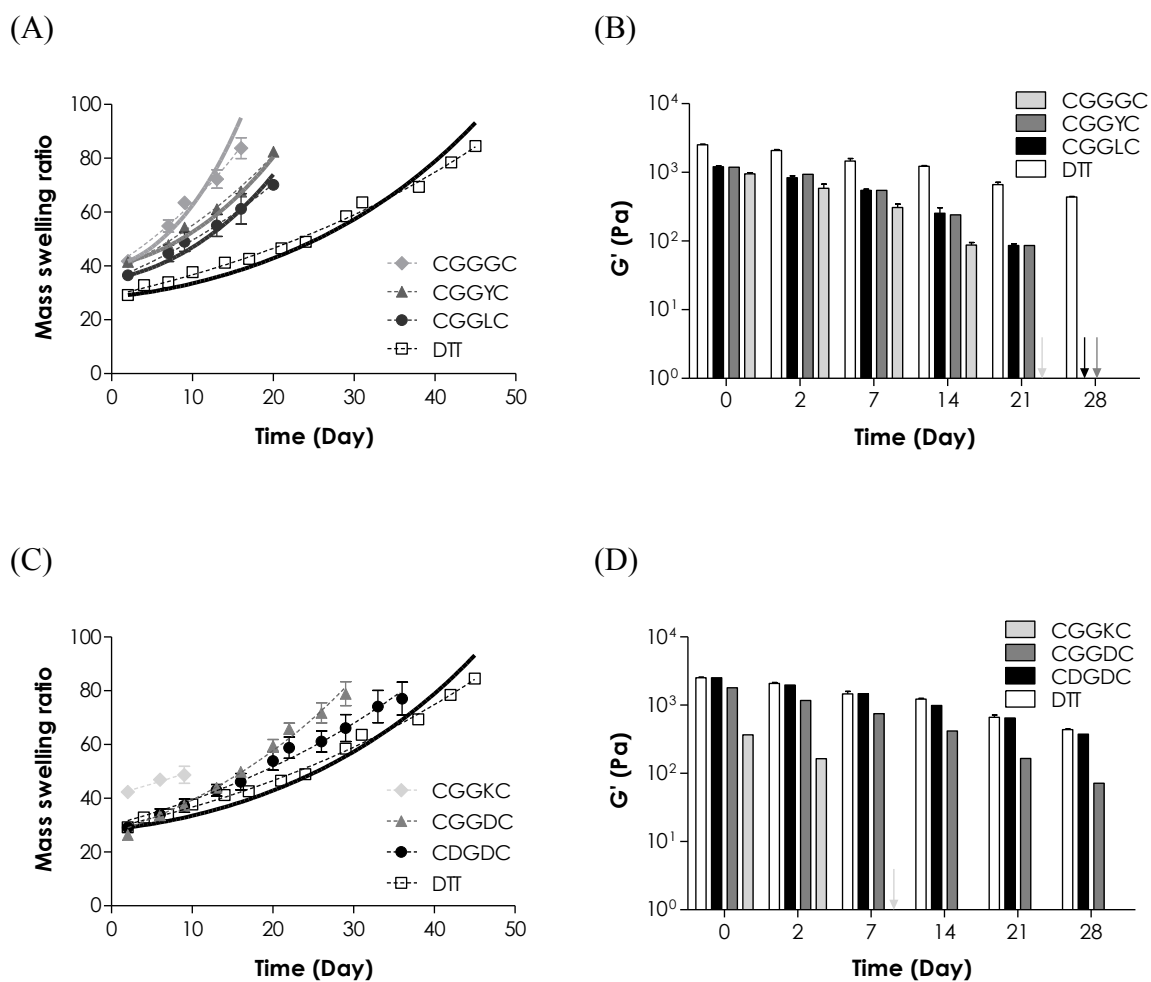 (A)
(B)
100
80
60
40
20
0
0 10 20 30 40 50
Mass swelling ratio
Time (Day)
CGGGC
CGGYC
CGGLC
DTT
10⁴
10³
10²
10¹
10⁰
0 2 7 14 21 28
G' (Pa)
Time (Day)
CGGGC
CGGYC
CGGLC
DTT
(C)
(D)
100
80
60
40
20
0
0 10 20 30 40 50
Mass swelling ratio
Time (Day)
CGGKC
CGGDC
CDGDC
DTT
10⁴
10³
10²
10¹
10⁰
0 2 7 14 21 28
G' (Pa)
Time (Day)
CGGKC
CGGDC
CDGDC
DTT